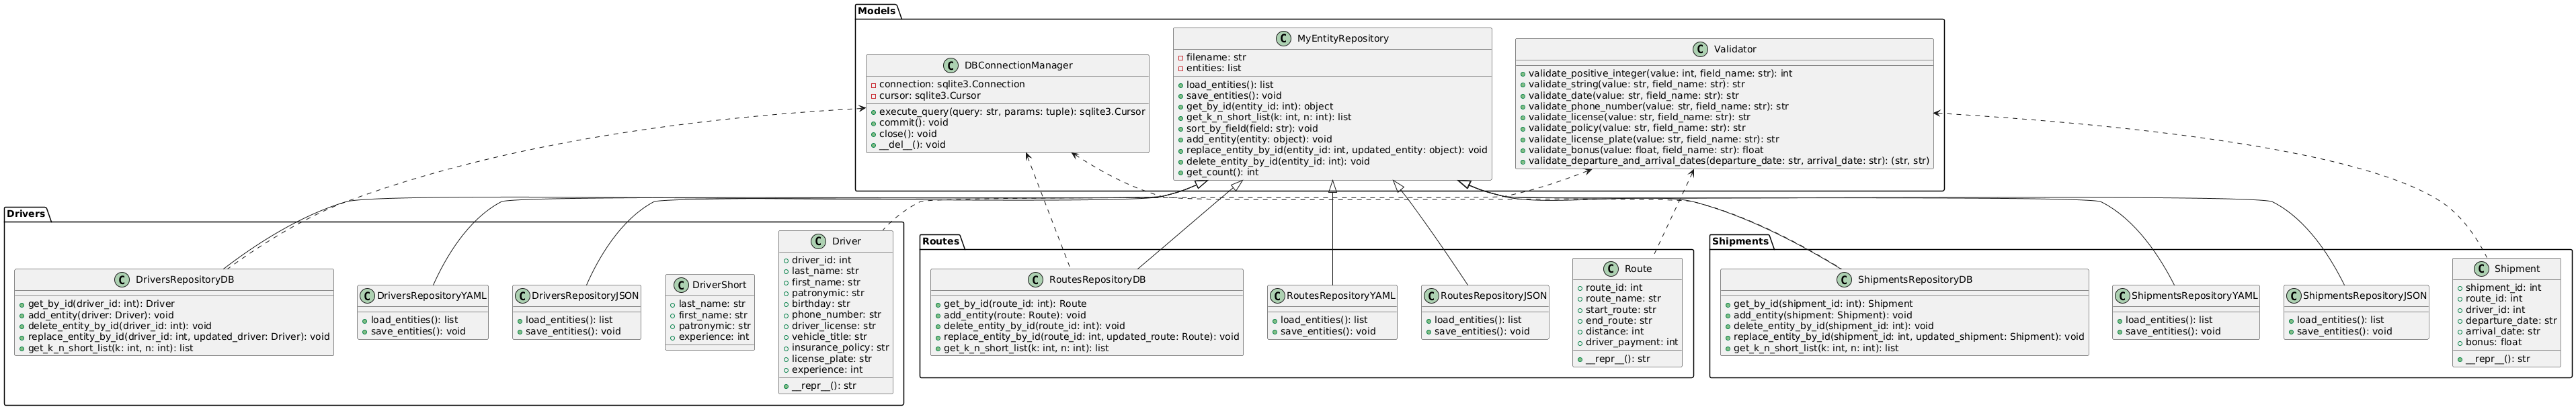 Models
C DBConnectionManager
connection: sqlite3.Connection
cursor: sqlite3.Cursor
execute_query(query: str, params: tuple): sqlite3.Cursor
commit(): void
close(): void
__del__(): void
C MyEntityRepository
filename: str
entities: list
load_entities(): list
save_entities(): void
get_by_id(entity_id: int): object
get_k_n_short_list(k: int, n: int): list
sort_by_field(field: str): void
add_entity(entity: object): void
replace_entity_by_id(entity_id: int, updated_entity: object): void
delete_entity_by_id(entity_id: int): void
get_count(): int
C Validator
validate_positive_integer(value: int, field_name: str): int
validate_string(value: str, field_name: str): str
validate_date(value: str, field_name: str): str
validate_phone_number(value: str, field_name: str): str
validate_license(value: str, field_name: str): str
validate_policy(value: str, field_name: str): str
validate_license_plate(value: str, field_name: str): str
validate_bonus(value: float, field_name: str): float
validate_departure_and_arrival_dates(departure_date: str, arrival_date: str): (str, str)
Drivers
C DriversRepositoryDB
get_by_id(driver_id: int): Driver
add_entity(driver: Driver): void
delete_entity_by_id(driver_id: int): void
replace_entity_by_id(driver_id: int, updated_driver: Driver): void
get_k_n_short_list(k: int, n: int): list
C DriversRepositoryYAML
load_entities(): list
save_entities(): void
C DriversRepositoryJSON
load_entities(): list
save_entities(): void
C DriverShort
last_name: str
first_name: str
patronymic: str
experience: int
C Driver
driver_id: int
last_name: str
first_name: str
patronymic: str
birthday: str
phone_number: str
driver_license: str
vehicle_title: str
insurance_policy: str
license_plate: str
experience: int
__repr__(): str
Routes
C RoutesRepositoryDB
get_by_id(route_id: int): Route
add_entity(route: Route): void
delete_entity_by_id(route_id: int): void
replace_entity_by_id(route_id: int, updated_route: Route): void
get_k_n_short_list(k: int, n: int): list
C RoutesRepositoryYAML
load_entities(): list
save_entities(): void
C RoutesRepositoryJSON
load_entities(): list
save_entities(): void
C Route
route_id: int
route_name: str
start_route: str
end_route: str
distance: int
driver_payment: int
__repr__(): str
Shipments
C ShipmentsRepositoryDB
get_by_id(shipment_id: int): Shipment
add_entity(shipment: Shipment): void
delete_entity_by_id(shipment_id: int): void
replace_entity_by_id(shipment_id: int, updated_shipment: Shipment): void
get_k_n_short_list(k: int, n: int): list
C ShipmentsRepositoryYAML
load_entities(): list
save_entities(): void
C ShipmentsRepositoryJSON
load_entities(): list
save_entities(): void
C Shipment
shipment_id: int
route_id: int
driver_id: int
departure_date: str
arrival_date: str
bonus: float
__repr__(): str